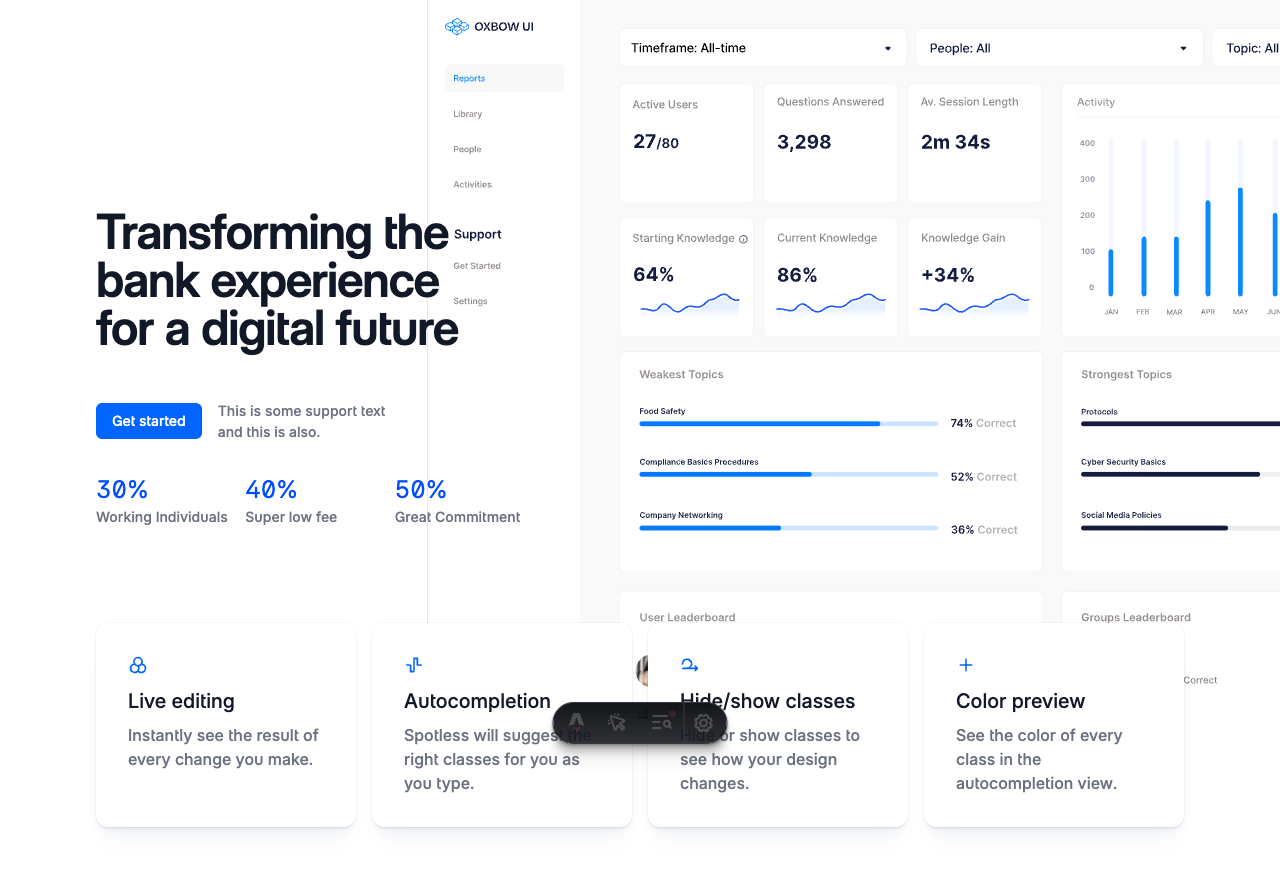 OXBOW UI
Reports
Library
People
Activities
Support
Get Started
Settings
Timeframe: All-time
People: All
Topic: All
Active Users
27/80
Questions Answered
3,298
Av. Session Length
2m 34s
Starting Knowledge
64%
Current Knowledge
86%
Knowledge Gain
+34%
Activity
400
300
200
100
0
JAN FEB MAR APR MAY JUN
Weakest Topics
Food Safety
74% Correct
Compliance Basics Procedures
52% Correct
Company Networking
36% Correct
Strongest Topics
Protocols
Cyber Security Basics
Social Media Policies
User Leaderboard
Groups Leaderboard
Correct
Transforming the
bank experience
for a digital future
Get started
This is some support text
and this is also.
30%
Working Individuals
40%
Super low fee
50%
Great Commitment
Live editing
Instantly see the result of
every change you make.
Autocompletion
Spotless will suggest the
right classes for you as
you type.
Hide/show classes
Hide or show classes to
see how your design
changes.
Color preview
See the color of every
class in the
autocompletion view.